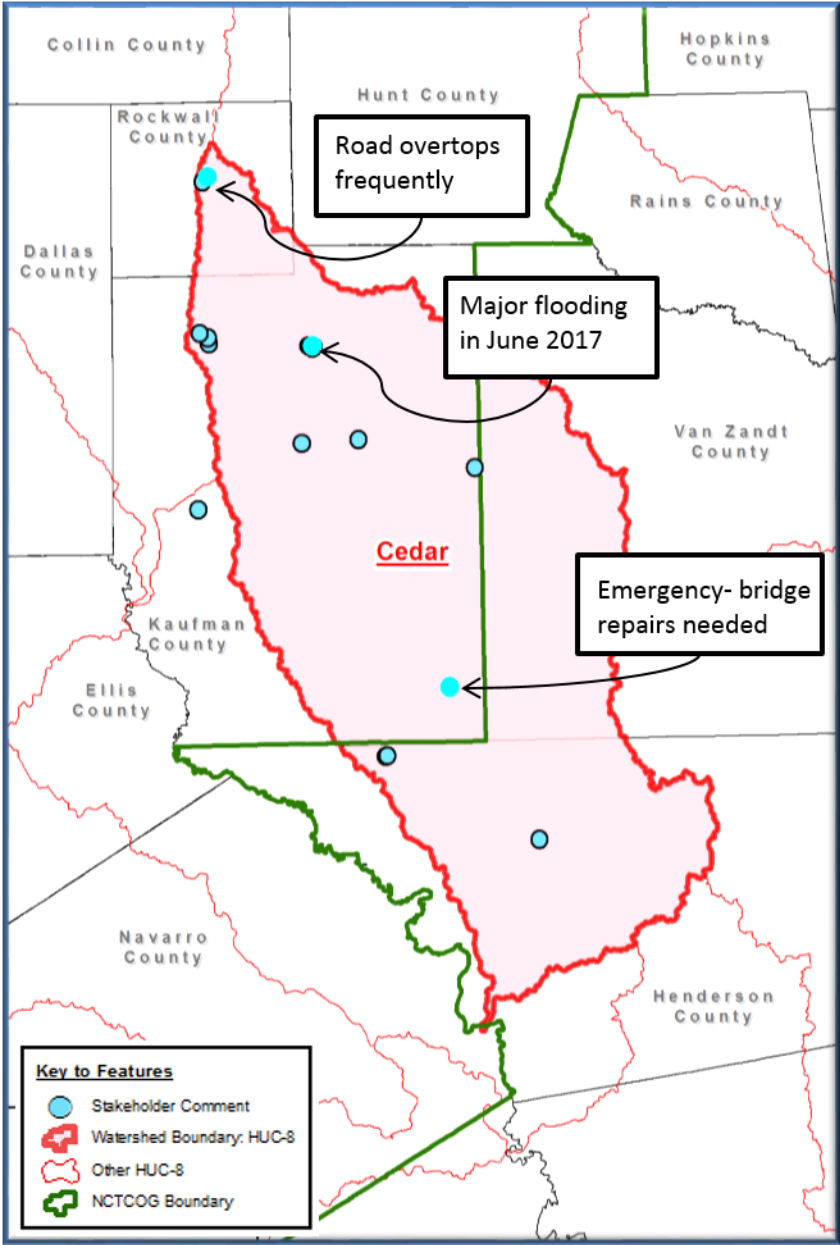 Collin County
Hopkins
County
Hunt County
Rockwall
County
Road overtops
frequently
Rains County
Dallas
County
Major flooding
in June 2017
Van Zandt
County
Cedar
Emergency- bridge
repairs needed
Kaufman
County
Ellis
County
Navarro
County
Henderson
County
Key to Features
Stakeholder Comment
Watershed Boundary: HUC-8
Other HUC-8
NCTCOG Boundary